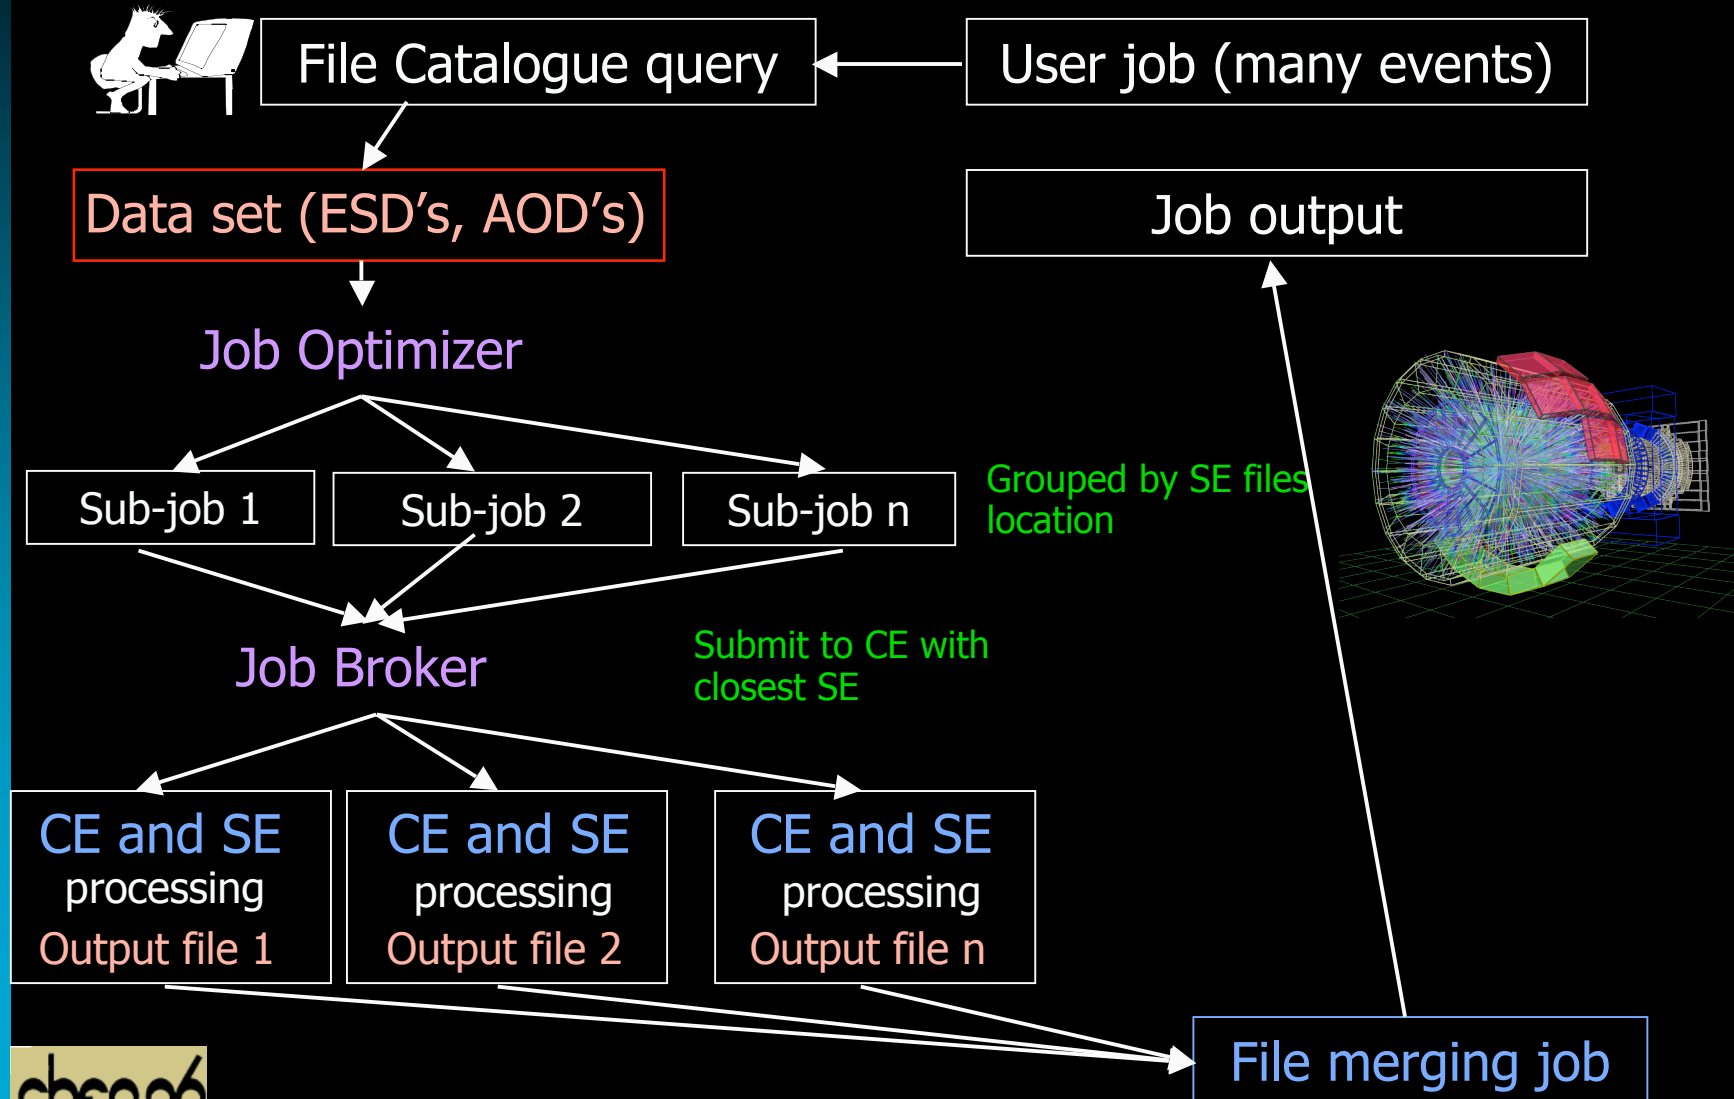 File Catalogue query
User job (many events)
Data set (ESD's, AOD's)
Job output
Job Optimizer
Sub-job 1
Sub-job 2
Sub-job n
Grouped by SE files
location
Job Broker
Submit to CE with
closest SE
CE and SE
processing
Output file 1
CE and SE
processing
Output file 2
CE and SE
processing
Output file n
File merging job